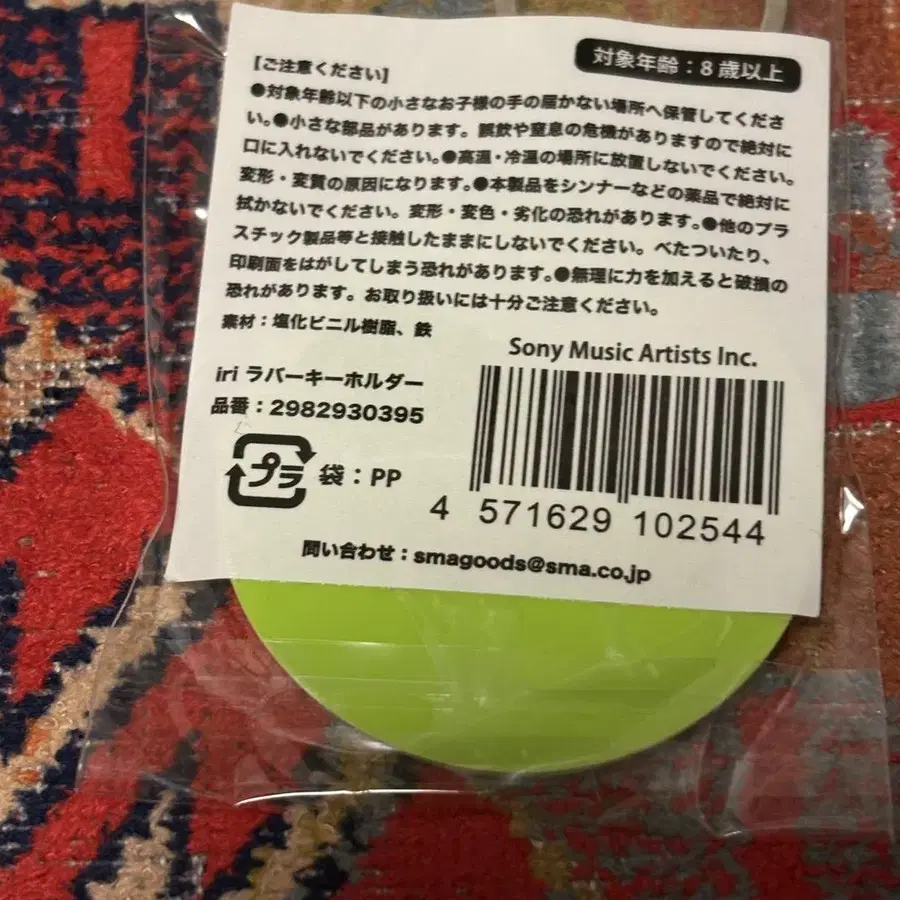 対象年齢：8歳以上
【ご注意ください】
●対象年齢以下の小さなお子様の手の届かない場所へ保管してくださ
い。●小さな部品があります。誤飲や窒息の危機がありますので絶対に
口に入れないでください。●高温・冷温の場所に放置しないでください。
変形・変質の原因になります。●本製品をシンナーなどの薬品で絶対に
拭かないでください。変形・変色・劣化の恐れがあります。●他のプラ
スチック製品等と接触したままにしないでください。べたついたり、
印刷面をはがしてしまう恐れがあります。●無理に力を加えると破損の
恐れがあります。お取り扱いには十分ご注意ください。
素材：塩化ビニル樹脂、鉄
Sony Music Artists Inc.
iri ラバーキーホルダー
品番：2982930395
プラ 袋：PP
4 571629 102544
問い合わせ：smagoods@sma.co.jp